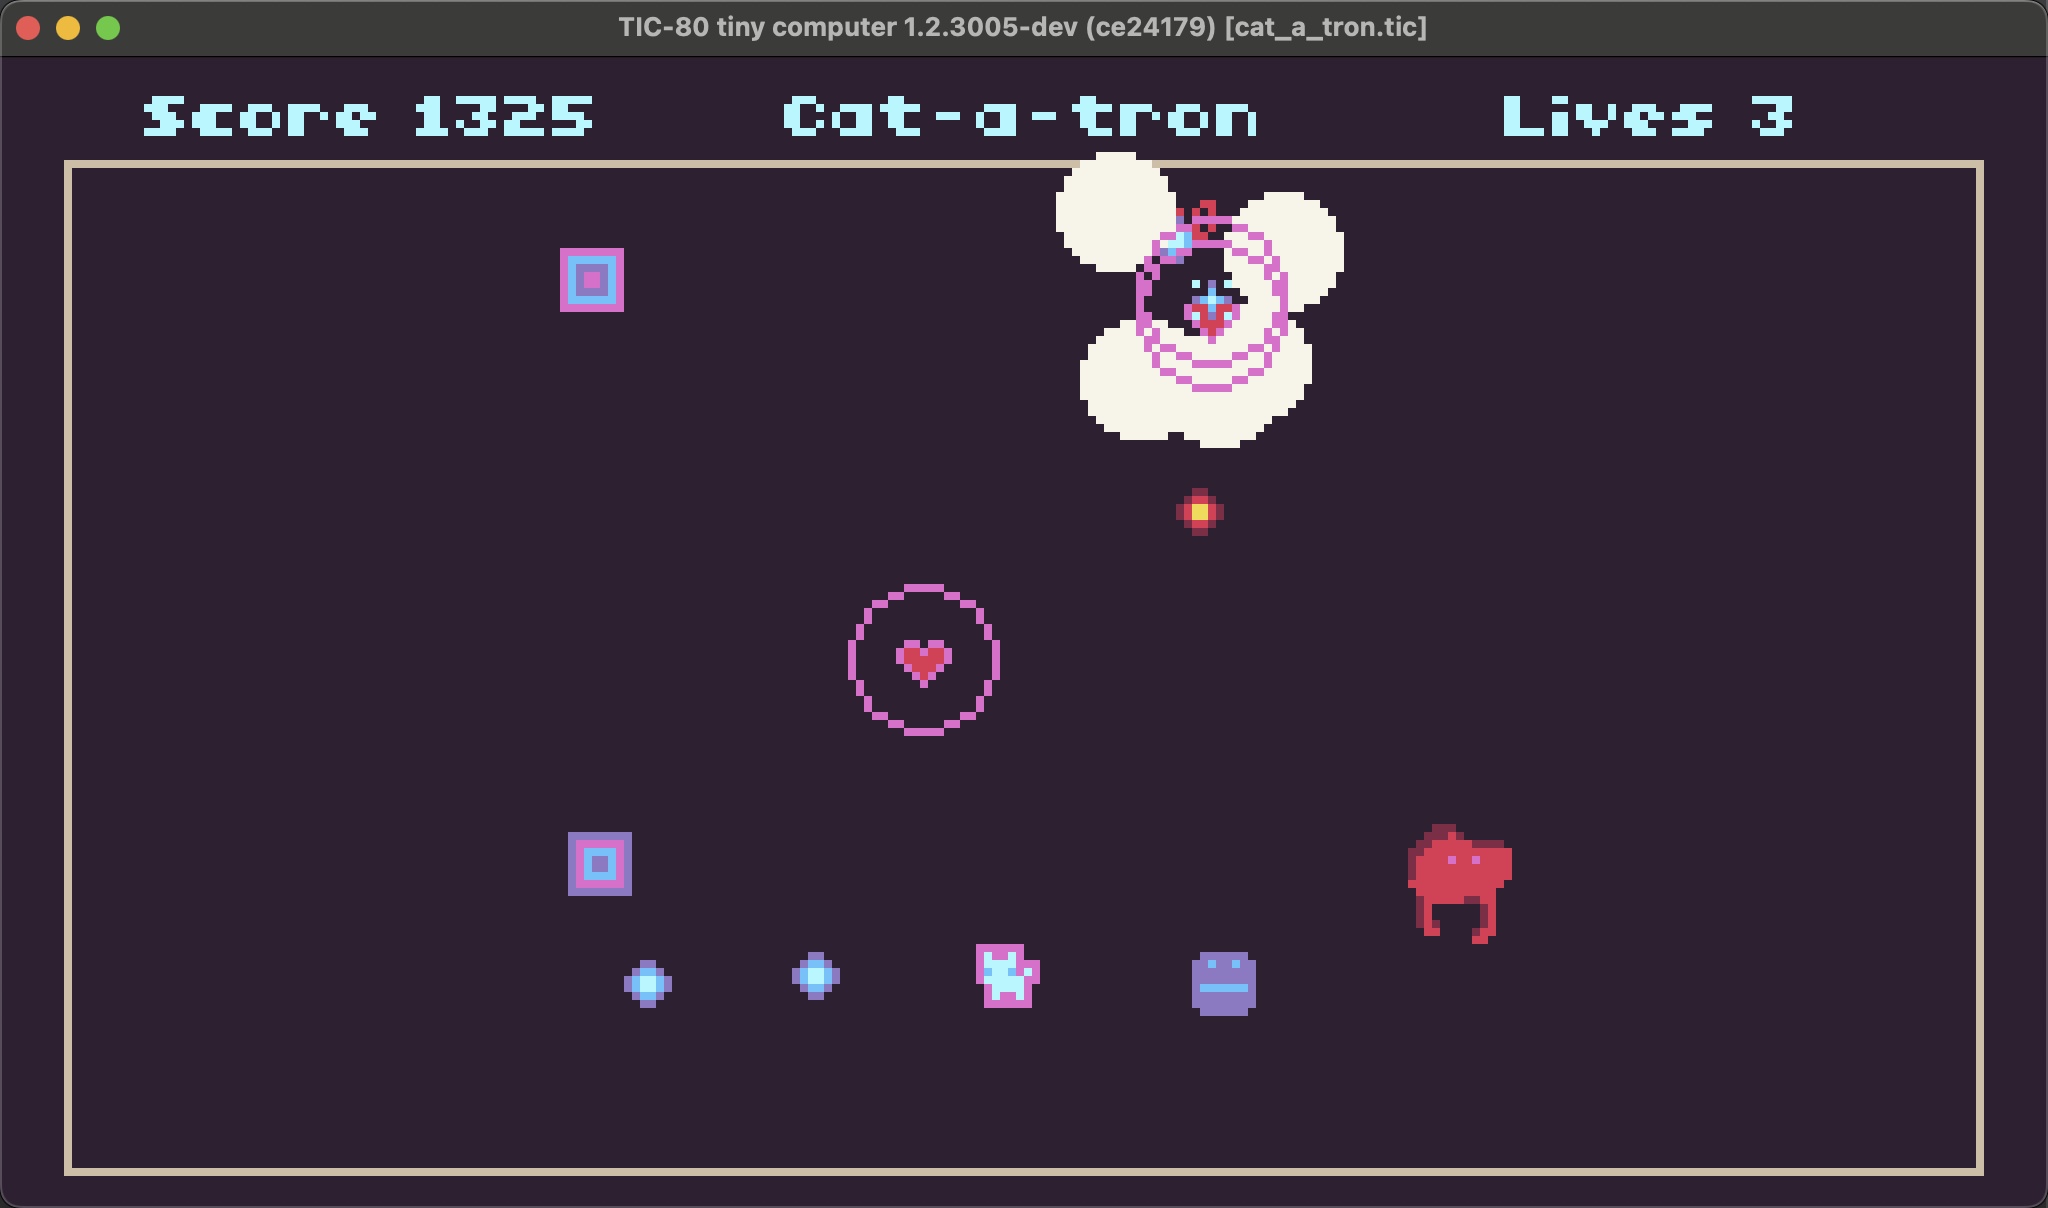 TIC-80 tiny computer 1.2.3005-dev (ce24179) [cat_a_tron.tic]
Score 1325 Cat-a-tron Lives 3